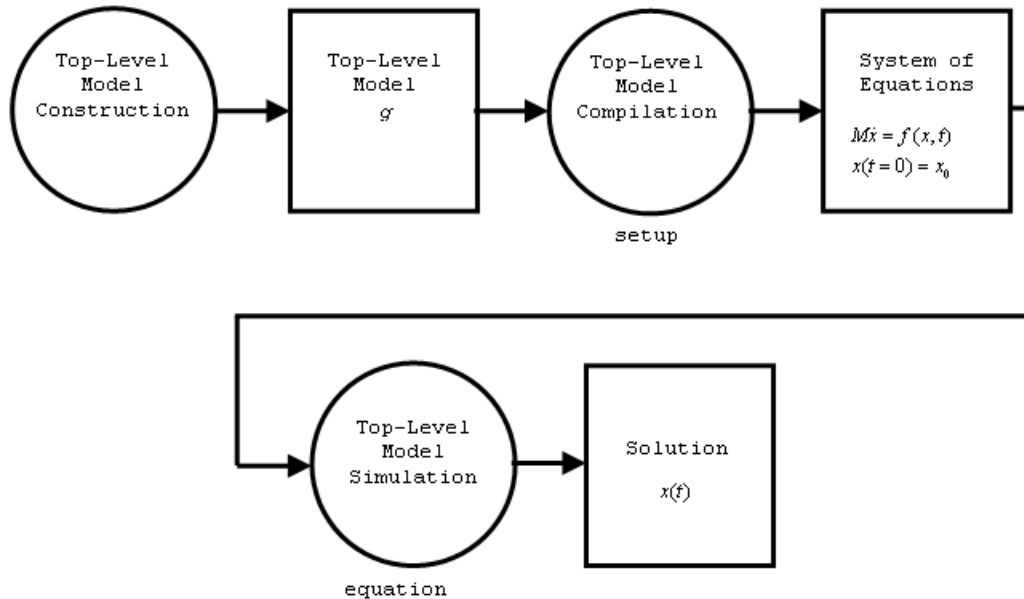 Top-Level
Model
Construction
Top-Level
Model
g
Top-Level
Model
Compilation
setup
System of
Equations
Mẋ = f(x,t)
x(t = 0) = x₀
Top-Level
Model
Simulation
equation
Solution
x(t)